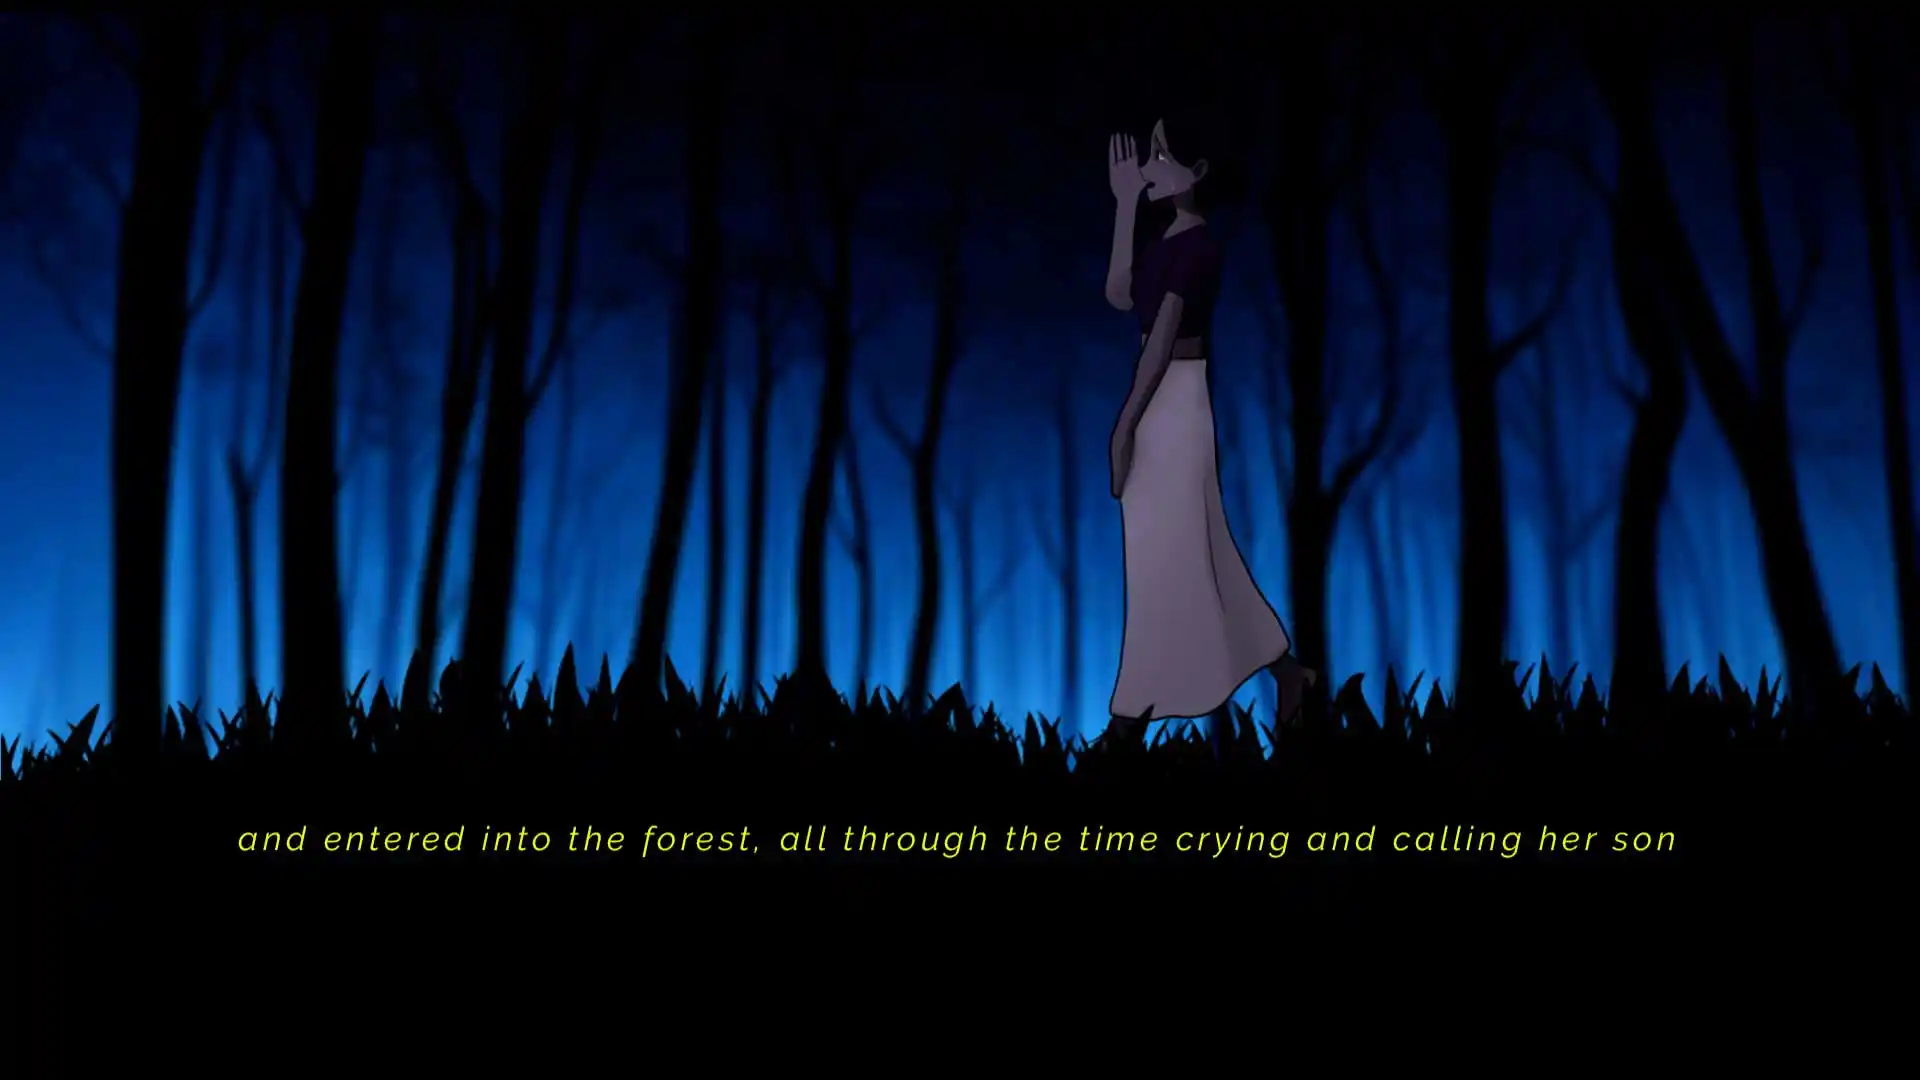 and entered into the forest, all through the time crying and calling her son